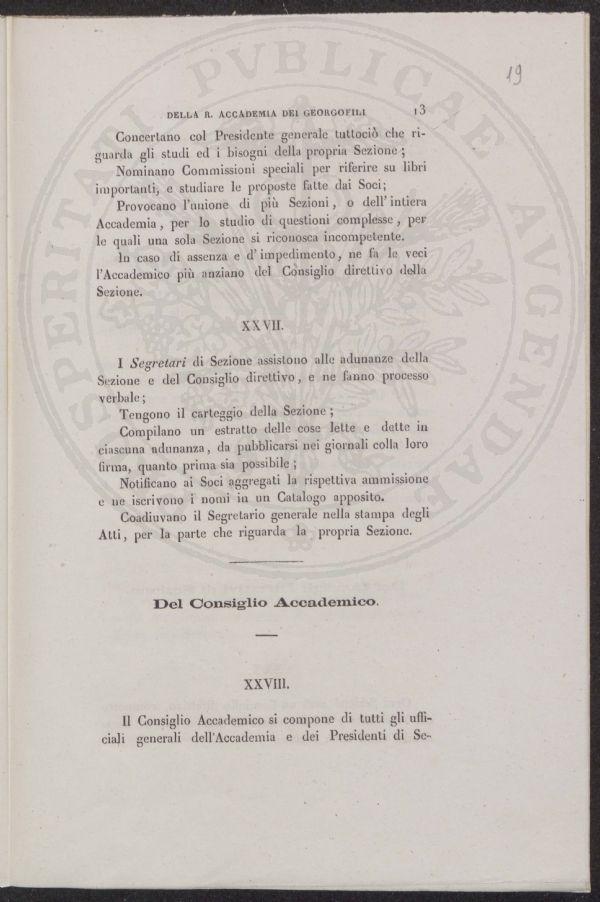 19
DELLA R. ACCADEMIA DEI GEORGOFILI 13
Concertano col Presidente generale tuttociò che ri-
guarda gli studi ed i bisogni della propria Sezione ;
Nominano Commissioni speciali per riferire su libri
importanti, e studiare le proposte fatte dai Soci;
Provocano l'unione di più Sezioni, o dell'intiera
Accademia, per lo studio di questioni complesse, per
le quali una sola Sezione si riconosca incompetente.
In caso di assenza e d'impedimento, ne fa le veci
l'Accademico più anziano del Consiglio direttivo della
Sezione.
XXVII.
I Segretari di Sezione assistono alle adunanze della
Sezione e del Consiglio direttivo, e ne fanno processo
verbale;
Tengono il carteggio della Sezione ;
Compilano un estratto delle cose lette e dette in
ciascuna adunanza, da pubblicarsi nei giornali colla loro
firma, quanto prima sia possibile ;
Notificano ai Soci aggregati la rispettiva ammissione
e ne iscrivono i nomi in un Catalogo apposito.
Coadiuvano il Segretario generale nella stampa degli
Atti, per la parte che riguarda la propria Sezione.
Del Consiglio Accademico.
XXVIII.
Il Consiglio Accademico si compone di tutti gli uffi-
ciali generali dell'Accademia e dei Presidenti di Se-
PROSPERITATI PVBLICAE AVGENDAE